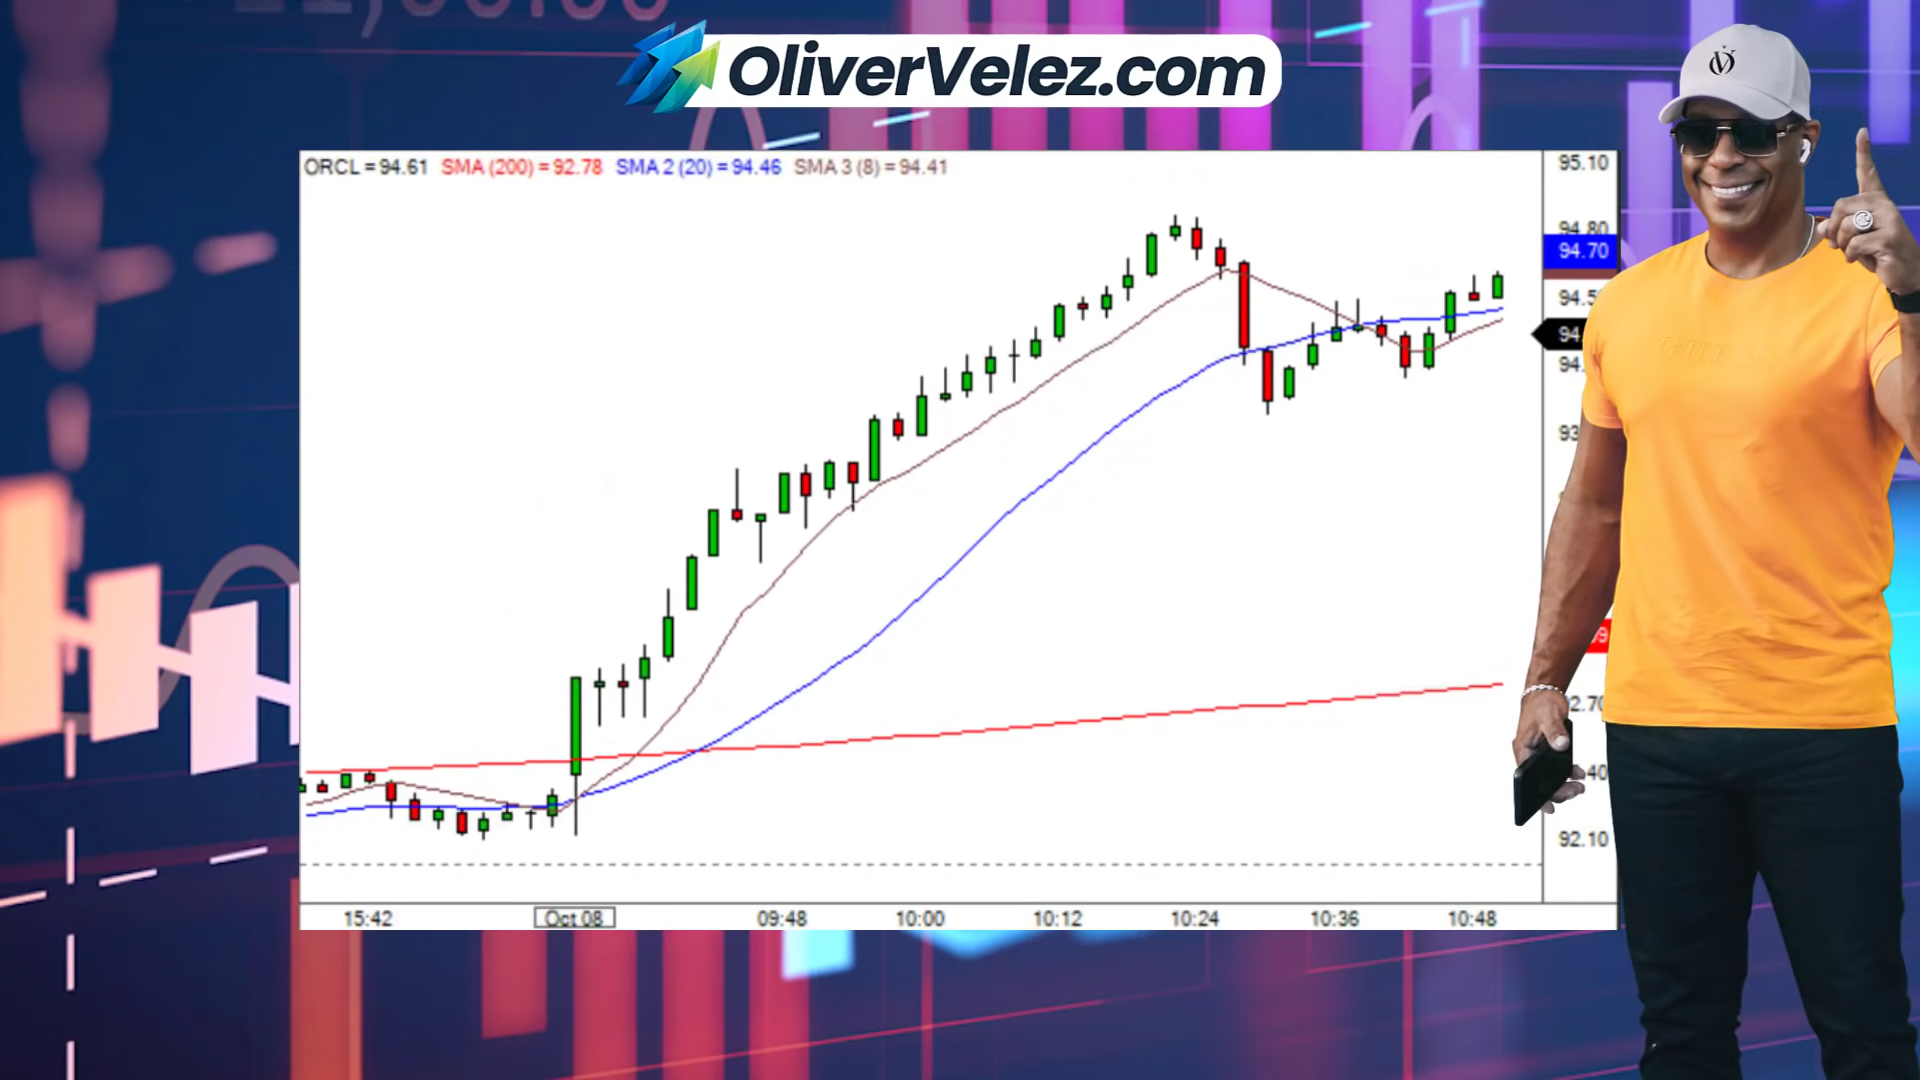 OliverVelez.com
ORCL = 94.61 SMA (200) = 92.78 SMA 2 (20) = 94.46 SMA 3 (8) = 94.41
95.10
94.80
94.70
92.10
15:42 Oct 08 09:48 10:00 10:12 10:24 10:36 10:48